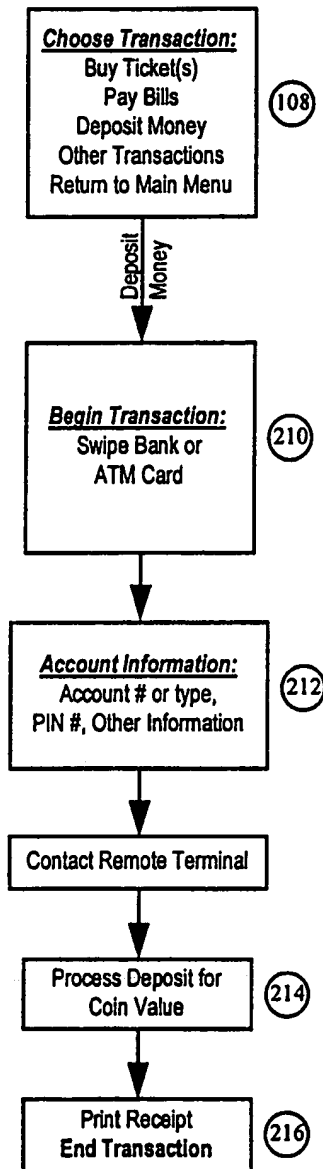 Choose Transaction:
Buy Ticket(s)
Pay Bills
Deposit Money
Other Transactions
Return to Main Menu
108
Deposit
Money
Begin Transaction:
Swipe Bank or
ATM Card
210
Account Information:
Account # or type,
PIN #, Other Information
212
Contact Remote Terminal
Process Deposit for
Coin Value
214
Print Receipt
End Transaction
216